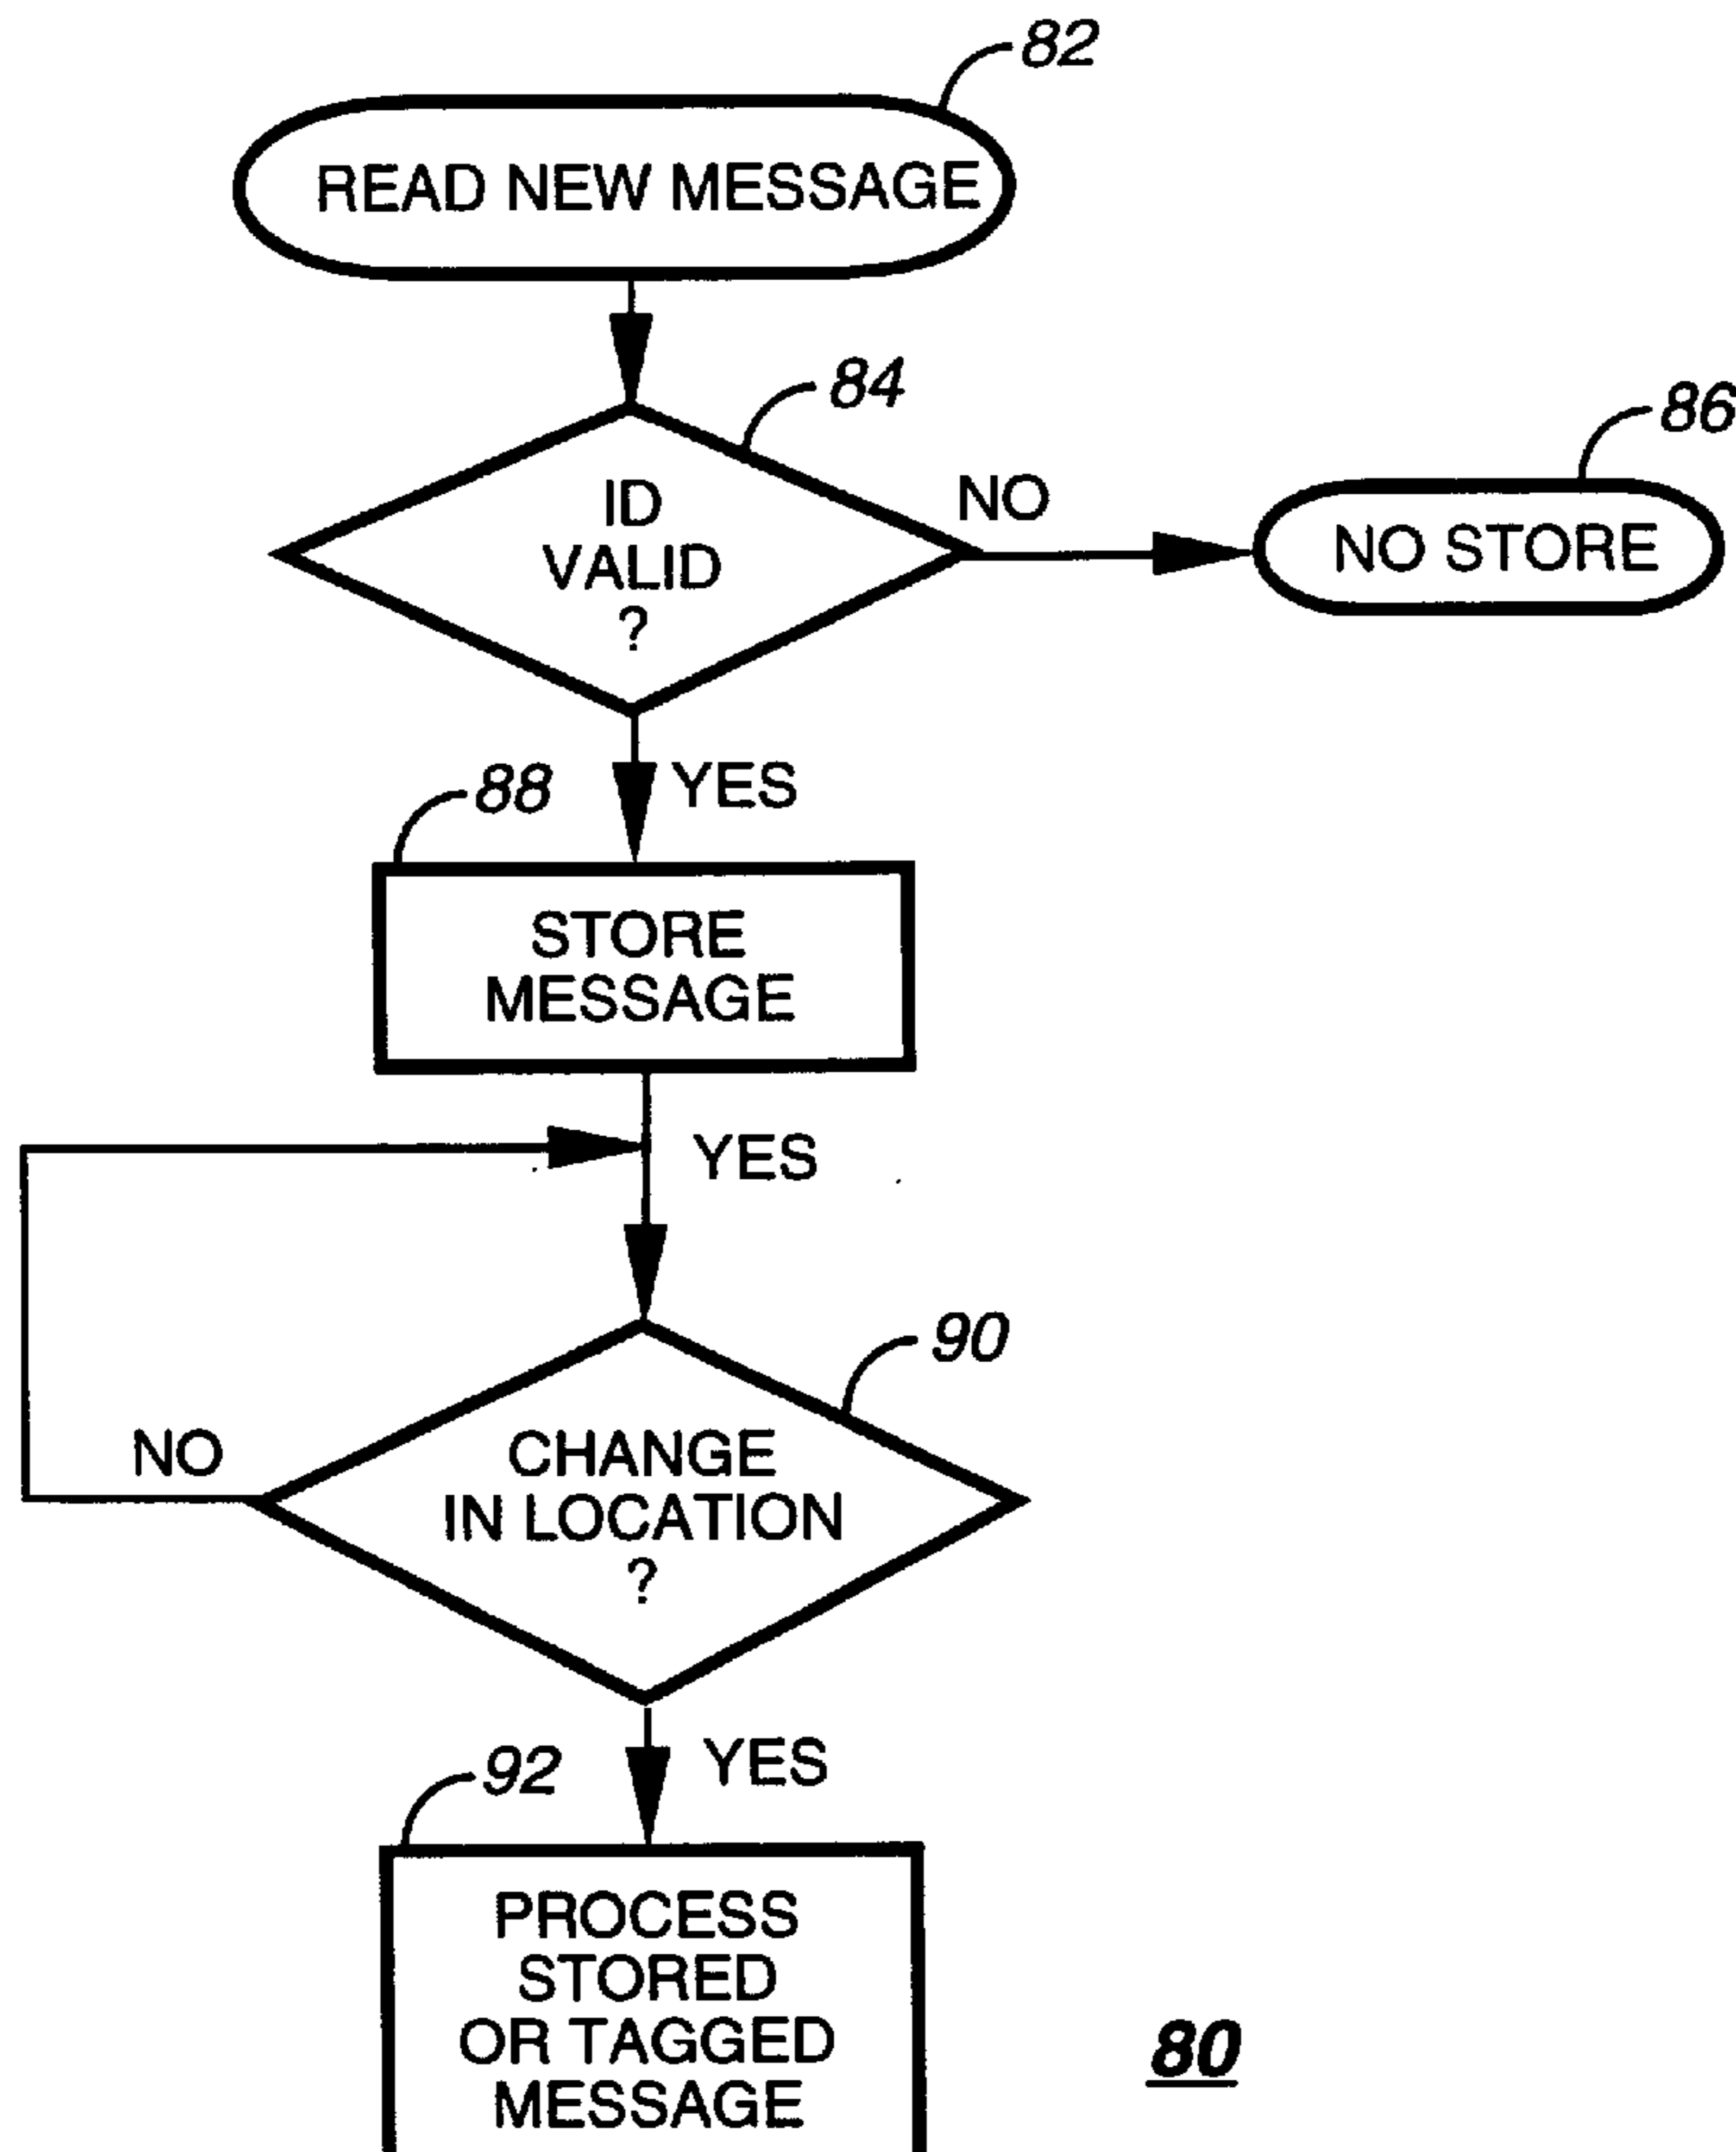 82
READ NEW MESSAGE
84
86
ID
VALID
?
NO
NO STORE
YES
88
STORE
MESSAGE
YES
90
NO
CHANGE
IN LOCATION
?
YES
92
PROCESS
STORED
OR TAGGED
MESSAGE
80